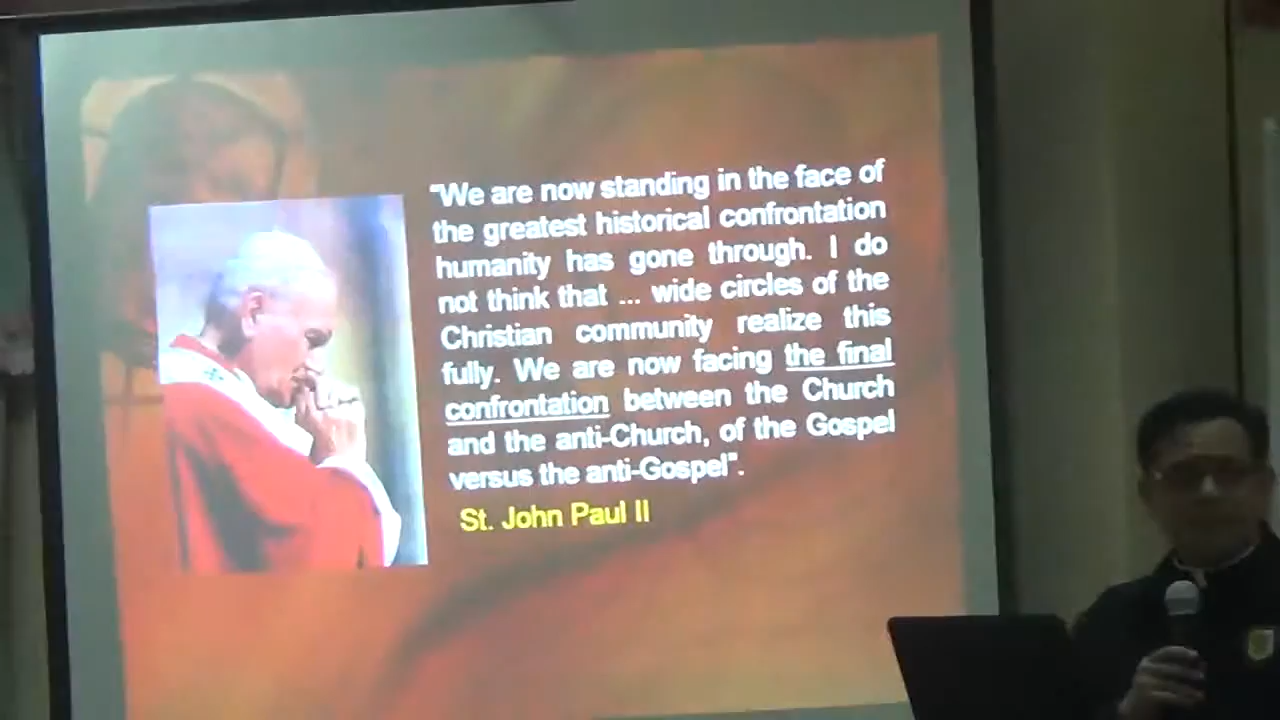 "We are now standing in the face of
the greatest historical confrontation
humanity has gone through. I do
not think that ... wide circles of the
Christian community realize this
fully. We are now facing the final
confrontation between the Church
and the anti-Church, of the Gospel
versus the anti-Gospel".
St. John Paul II